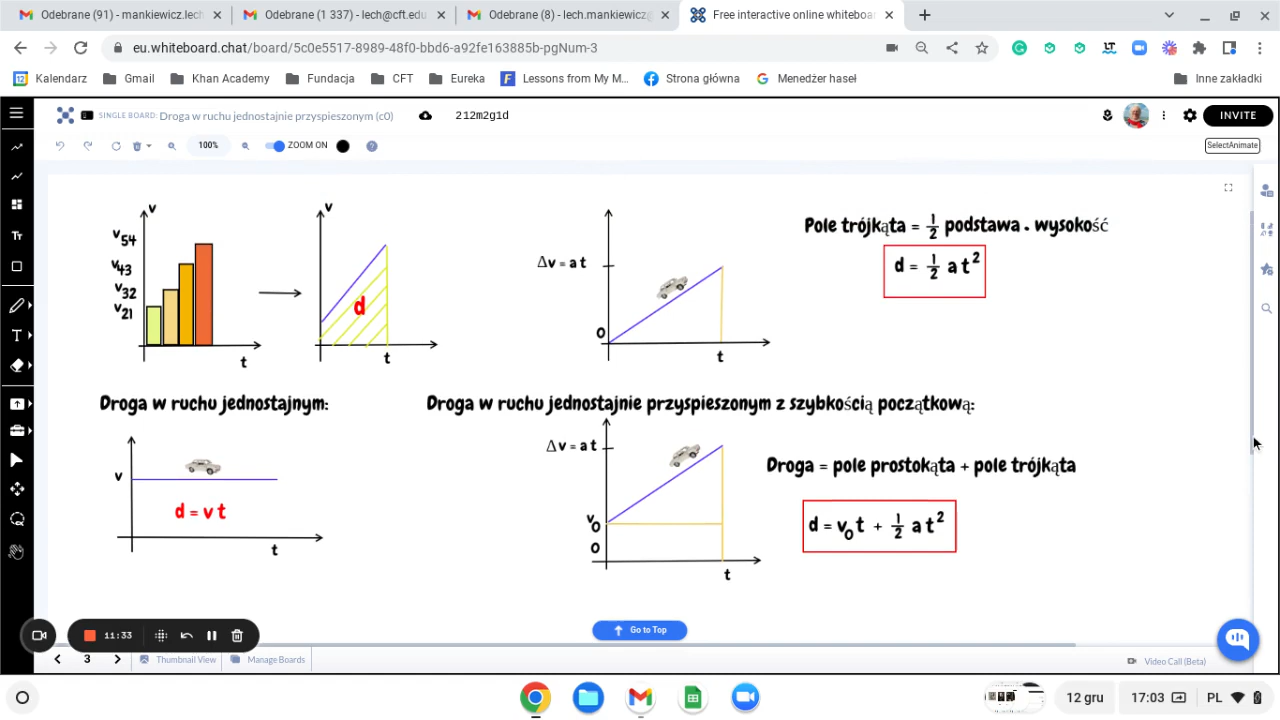 Odebrane (91) - mankiewicz.lech
Odebrane (1 337) - lech@cft.edu
Odebrane (8) - lech.mankiewicz@
Free interactive online whiteboar
eu.whiteboard.chat/board/5c0e5517-8989-48f0-bbd6-a92fe163885b-pgNum-3
Kalendarz
Gmail
Khan Academy
Fundacja
CFT
Eureka
Lessons from My M...
Strona główna
Menedżer haseł
Inne zakładki
SINGLE BOARD: Droga w ruchu jednostajnie przyspieszonym (c0)
212m2g1d
INVITE
100%
ZOOM ON
SelectAnimate
v
v54
v43
v32
v21
t
v
d
t
Δv = a t
0
t
Pole trójkąta = 1/2 podstawa . wysokość
d = 1/2 a t²
Droga w ruchu jednostajnym:
v
d = v t
t
Droga w ruchu jednostajnie przyspieszonym z szybkością początkową:
Δv = a t
v0
0
t
Droga = pole prostokąta + pole trójkąta
d = v₀t + 1/2 a t²
11:33
Go to Top
3
Thumbnail View
Manage Boards
Video Call (Beta)
12 gru
17:03
PL